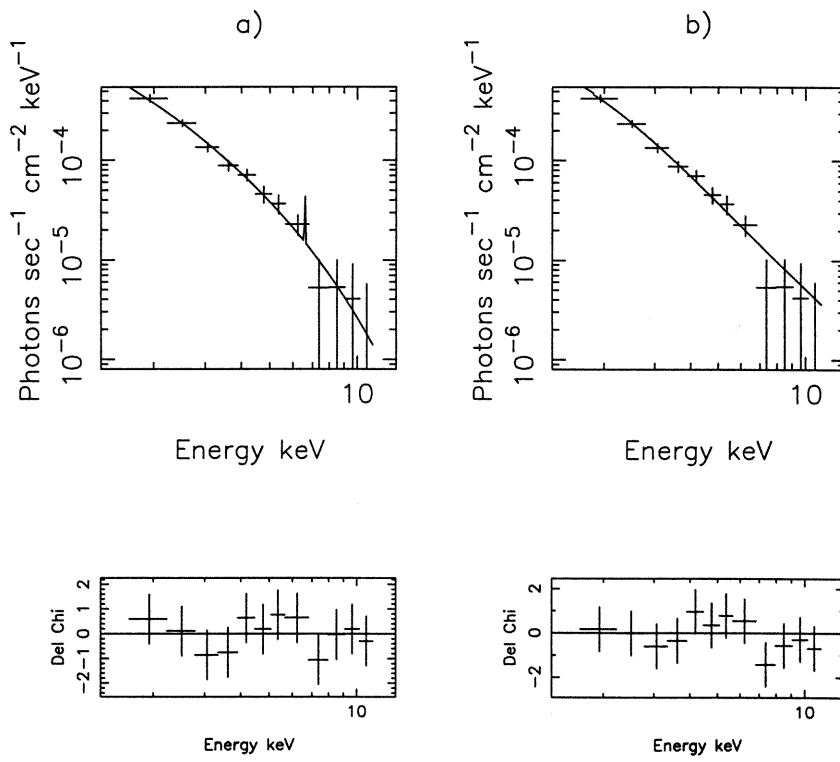 a)
Photons sec⁻¹ cm⁻² keV⁻¹
10⁻⁴
10⁻⁵
10⁻⁶
10
Energy keV
b)
Photons sec⁻¹ cm⁻² keV⁻¹
10⁻⁴
10⁻⁵
10⁻⁶
10
Energy keV
Del Chi
2
1
0
-1
-2
10
Energy keV
Del Chi
2
0
-2
10
Energy keV